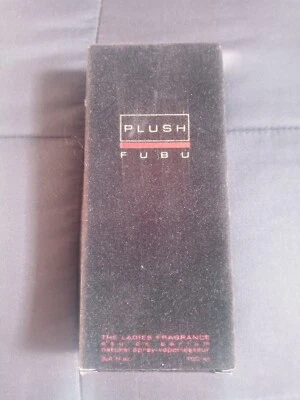 PLUSH
FUBU
THE LADIES FRAGRANCE
eau de parfum
natural spray-vaporisateur